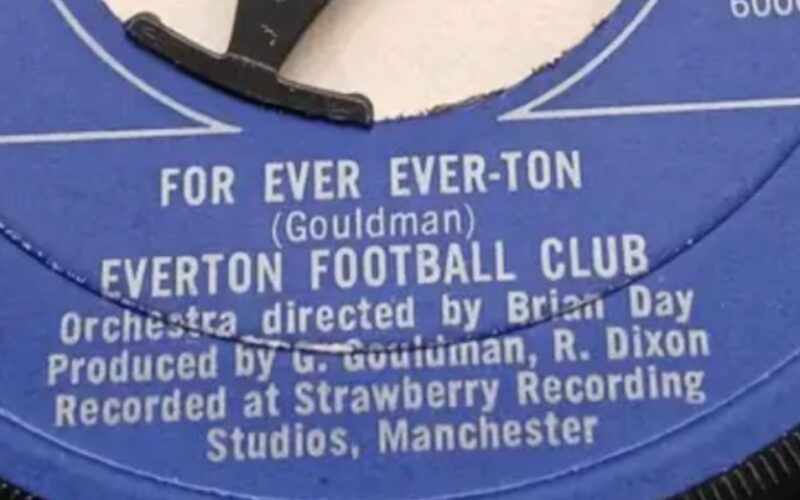 FOR EVER EVER-TON
(Gouldman)
EVERTON FOOTBALL CLUB
Orchestra directed by Brian Day
Produced by G. Gouldman, R. Dixon
Recorded at Strawberry Recording
Studios, Manchester